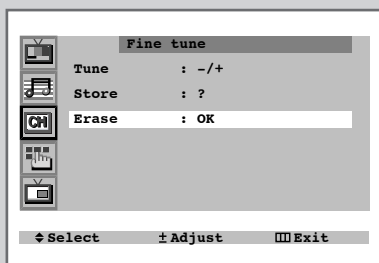 Fine tune
Tune : -/+
Store : ?
Erase : OK
CH
Select ± Adjust Exit